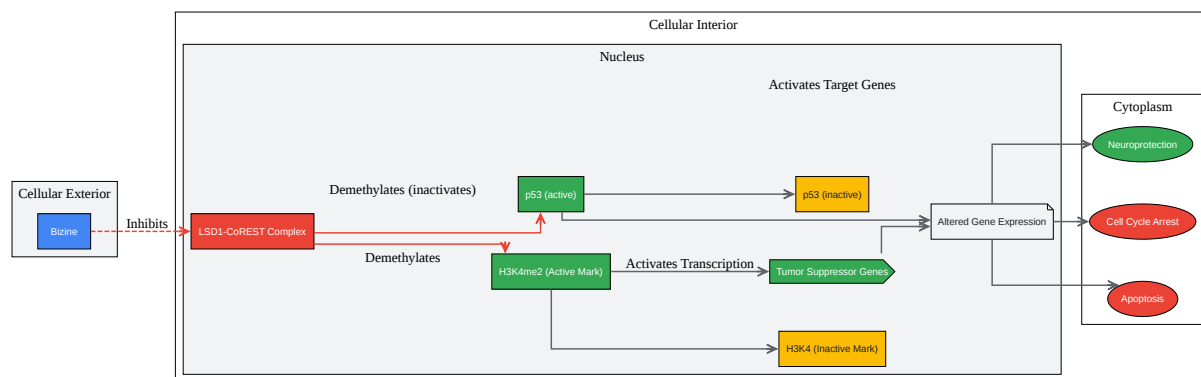 Cellular Interior
Nucleus
Activates Target Genes
Cytoplasm
Neuroprotection
Cellular Exterior
Demethylates (inactivates)
p53 (active)
p53 (inactive)
Bizine
Inhibits
LSD1-CoREST Complex
Altered Gene Expression
Cell Cycle Arrest
Demethylates
H3K4me2 (Active Mark)
Activates Transcription
Tumor Suppressor Genes
Apoptosis
H3K4 (Inactive Mark)